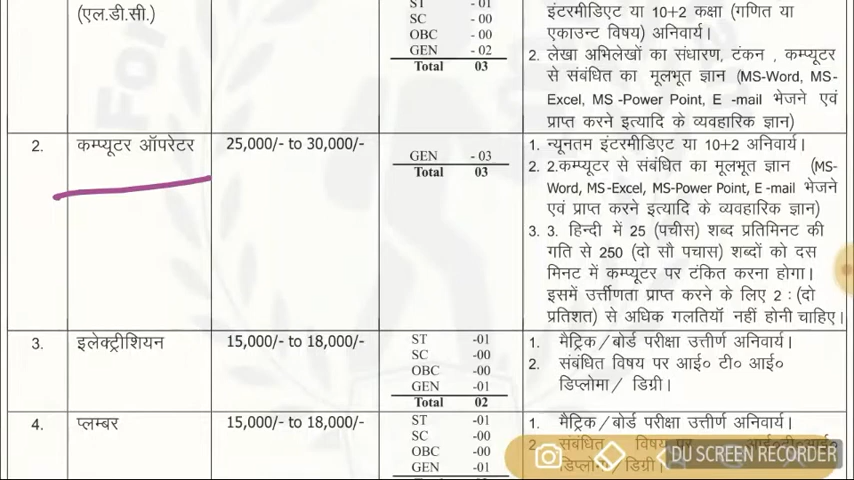 (एल.डी.सी.)
ST - 01
SC - 00
OBC - 00
GEN - 02
Total 03
इंटरमीडिएट या 10+2 कक्षा (गणित या
एकाउन्ट विषय) अनिवार्य।
2. लेखा अभिलेखों का संधारण, टंकन , कम्प्यूटर
से संबंधित का मूलभूत ज्ञान (MS-Word, MS-
Excel, MS -Power Point, E -mail भेजने एवं
प्राप्त करने इत्यादि के व्यवहारिक ज्ञान)
2. कम्प्यूटर ऑपरेटर 25,000/- to 30,000/-
GEN - 03
Total 03
1. न्यूनतम इंटरमीडिएट या 10+2 अनिवार्य।
2. 2.कम्प्यूटर से संबंधित का मूलभूत ज्ञान (MS-
Word, MS-Excel, MS-Power Point, E -mail भेजने
एवं प्राप्त करने इत्यादि के व्यवहारिक ज्ञान)
3. 3. हिन्दी में 25 (पचीस) शब्द प्रतिमिनट की
गति से 250 (दो सौ पचास) शब्दों को दस
मिनट में कम्प्यूटर पर टंकित करना होगा।
इसमें उर्त्तीणता प्राप्त करने के लिए 2 : (दो
प्रतिशत) से अधिक गलतियॉ नहीं होनी चाहिए।
3. इलेक्ट्रीशियन 15,000/- to 18,000/-
ST -01
SC -00
OBC -00
GEN -01
Total 02
1. मैट्रिक/बोर्ड परीक्षा उत्तीर्ण अनिवार्य।
2. संबंधित विषय पर आई० टी० आई०
डिप्लोमा/ डिग्री।
4. प्लम्बर 15,000/- to 18,000/-
ST -01
SC -00
OBC -00
GEN -01
1. मैट्रिक/बोर्ड परीक्षा उत्तीर्ण अनिवार्य।
2. संबंधित विषय पर
डिग्री।
DU SCREEN RECORDER